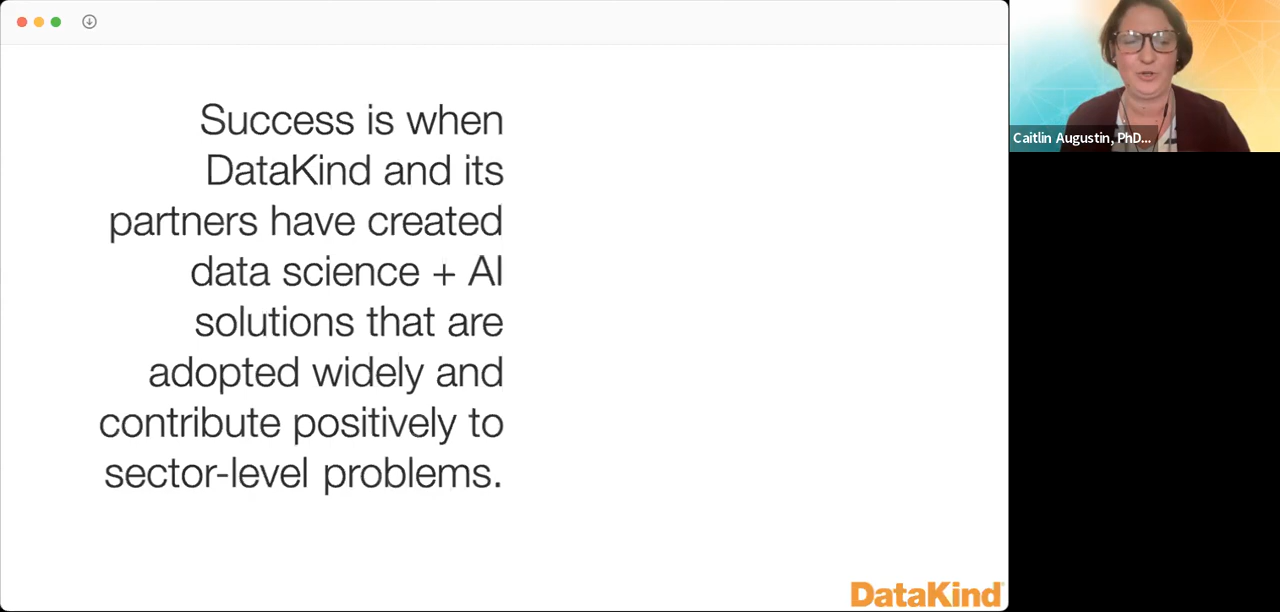 Success is when
DataKind and its
partners have created
data science + AI
solutions that are
adopted widely and
contribute positively to
sector-level problems.
DataKind
Caitlin Augustin, PhD...